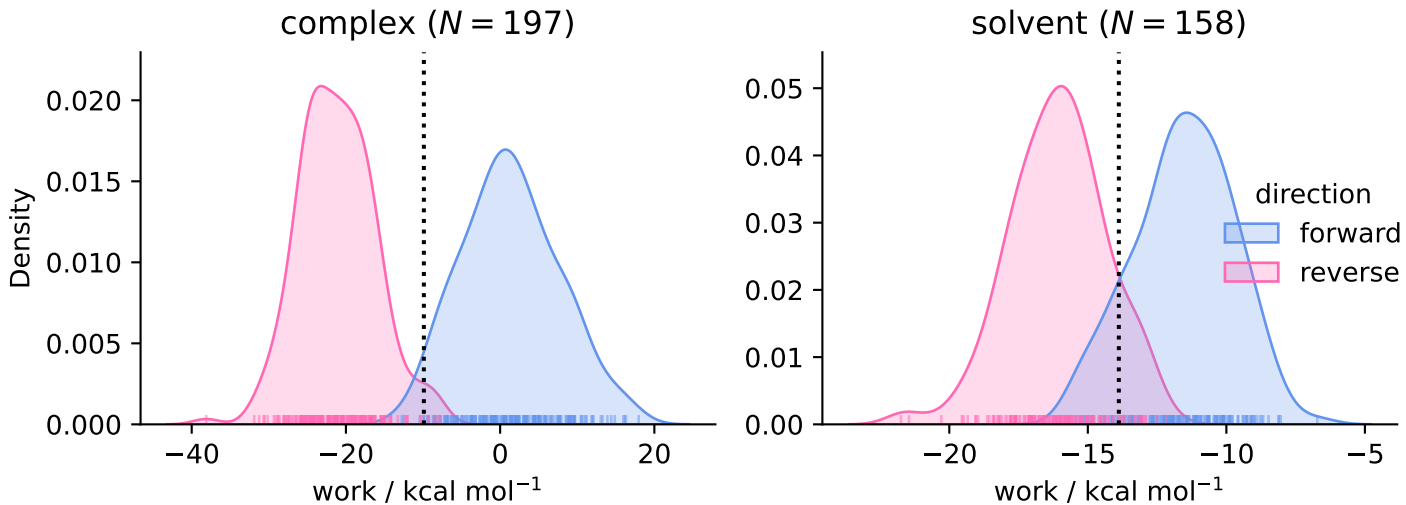 complex (N = 197)
0.020
0.015
0.010
0.005
0.000
Density
−40
−20
0
20
work / kcal mol⁻¹
solvent (N = 158)
0.05
0.04
0.03
0.02
0.01
0.00
−20
−15
−10
−5
work / kcal mol⁻¹
direction
forward
reverse